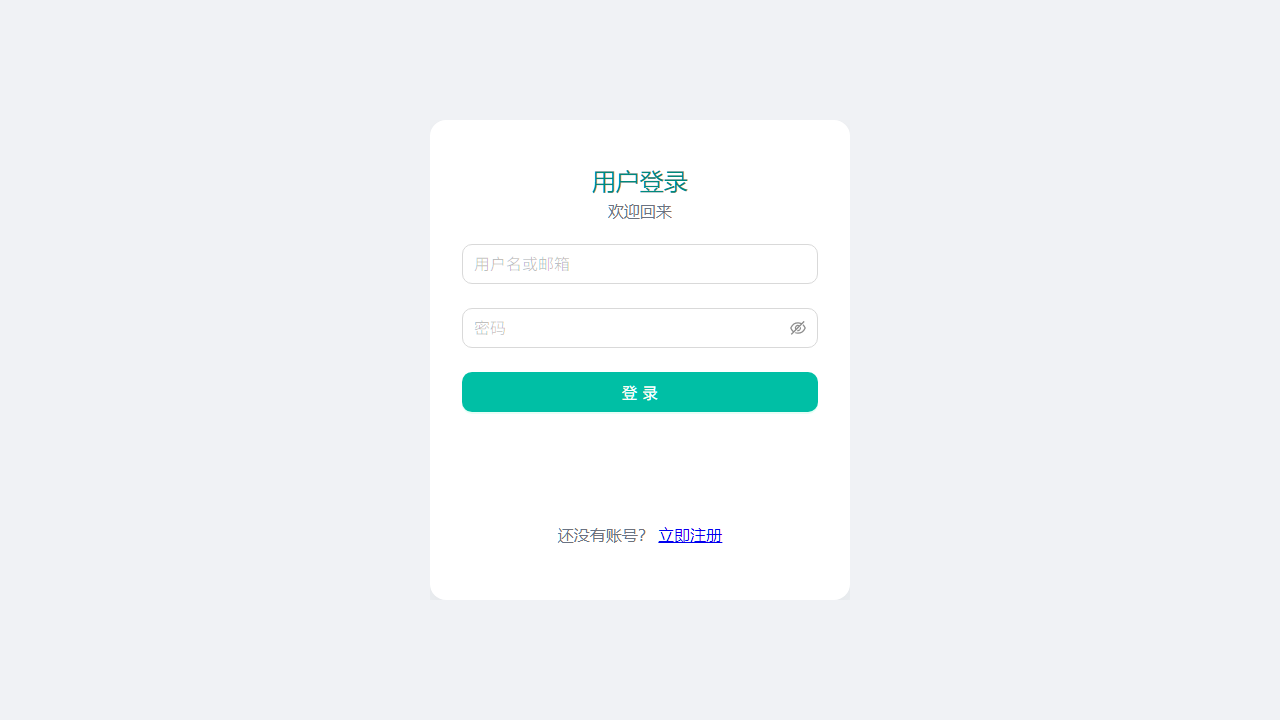 用户登录
欢迎回来
用户名或邮箱
密码
登 录
还没有账号? 立即注册